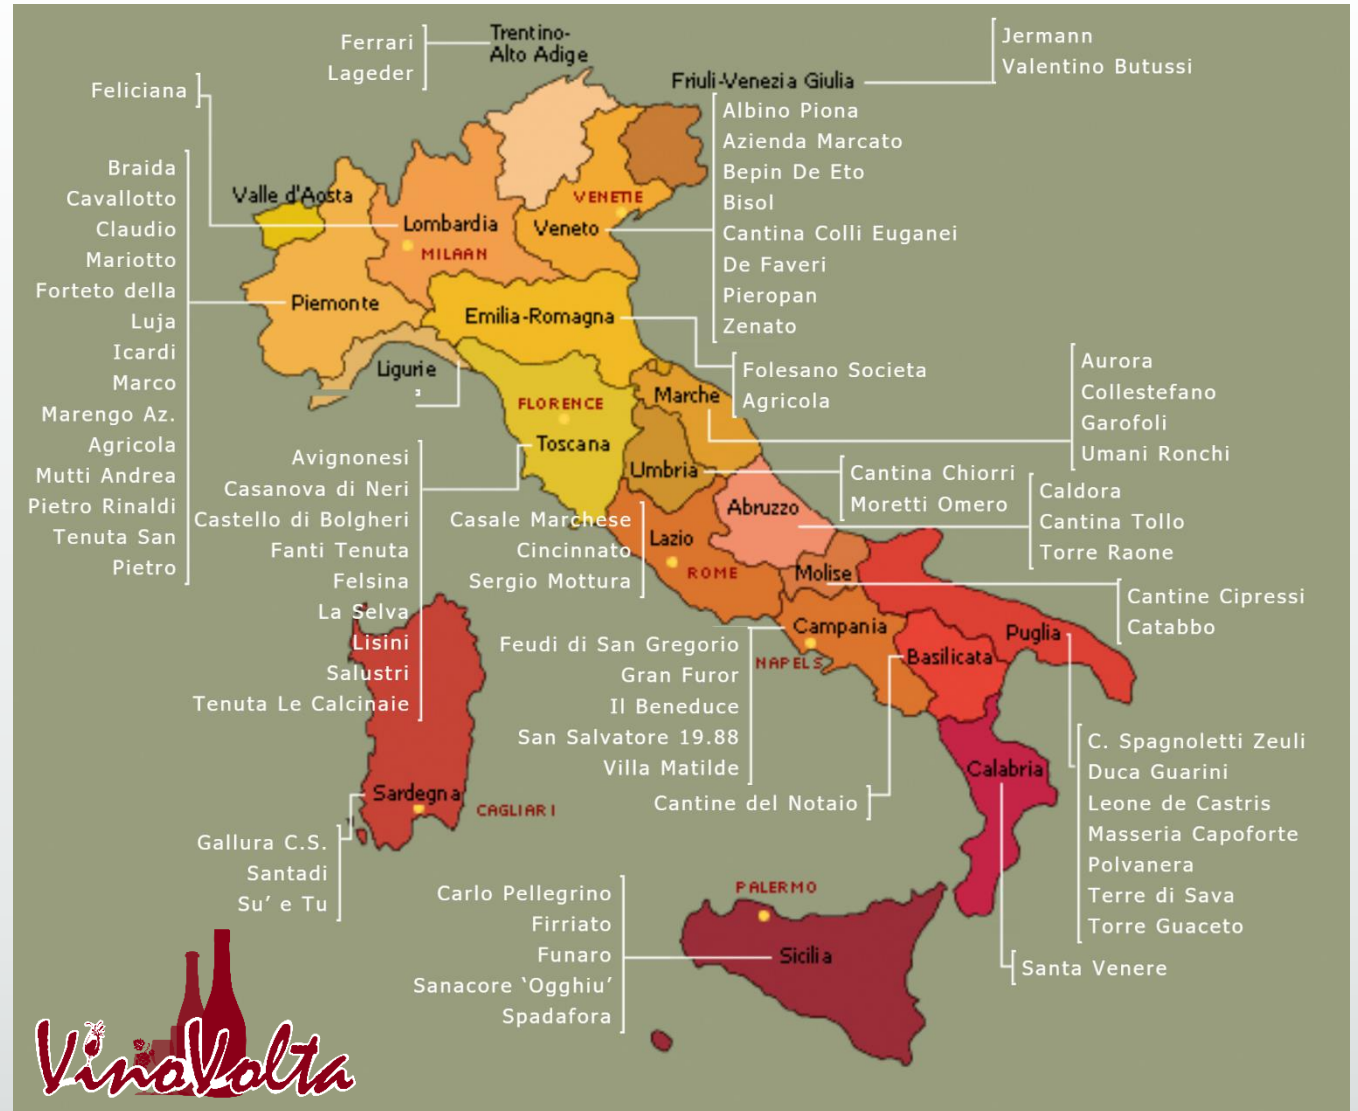 Trentino-
Alto Adige
Ferrari
Lageder
Friuli-Venezia Giulia
Jermann
Valentino Butussi
Feliciana
Albino Piona
Azienda Marcato
Bepin De Eto
Bisol
Cantina Colli Euganei
De Faveri
Pieropan
Zenato
Braida
Cavallotto
Claudio
Mariotto
Forteto della
Luja
Icardi
Marco
Marengo Az.
Agricola
Mutti Andrea
Pietro Rinaldi
Tenuta San
Pietro
Valle d'Aosta
Lombardia
MILAAN
VENETIE
Veneto
Piemonte
Emilia-Romagna
Ligurie
Folesano Societa
Agricola
Aurora
Collestefano
Garofoli
Umani Ronchi
Marche
FLORENCE
Toscana
Umbria
Cantina Chiorri
Moretti Omero
Avignonesi
Casanova di Neri
Castello di Bolgheri
Fanti Tenuta
Felsina
La Selva
Lisini
Salustri
Tenuta Le Calcinaie
Casale Marchese
Cincinnato
Sergio Mottura
Lazio
ROME
Abruzzo
Caldora
Cantina Tollo
Torre Raone
Molise
Cantine Cipressi
Catabbo
Campania
NAPELS
Feudi di San Gregorio
Gran Furor
Il Beneduce
San Salvatore 19.88
Villa Matilde
Basilicata
Cantine del Notaio
Puglia
C. Spagnoletti Zeuli
Duca Guarini
Leone de Castris
Masseria Capoforte
Polvanera
Terre di Sava
Torre Guaceto
Calabria
Santa Venere
Sardegna
CAGLIARI
Gallura C.S.
Santadi
Su’ e Tu
PALERMO
Sicilia
Carlo Pellegrino
Firriato
Funaro
Sanacore ‘Ogghiu’
Spadafora
VinoVolta